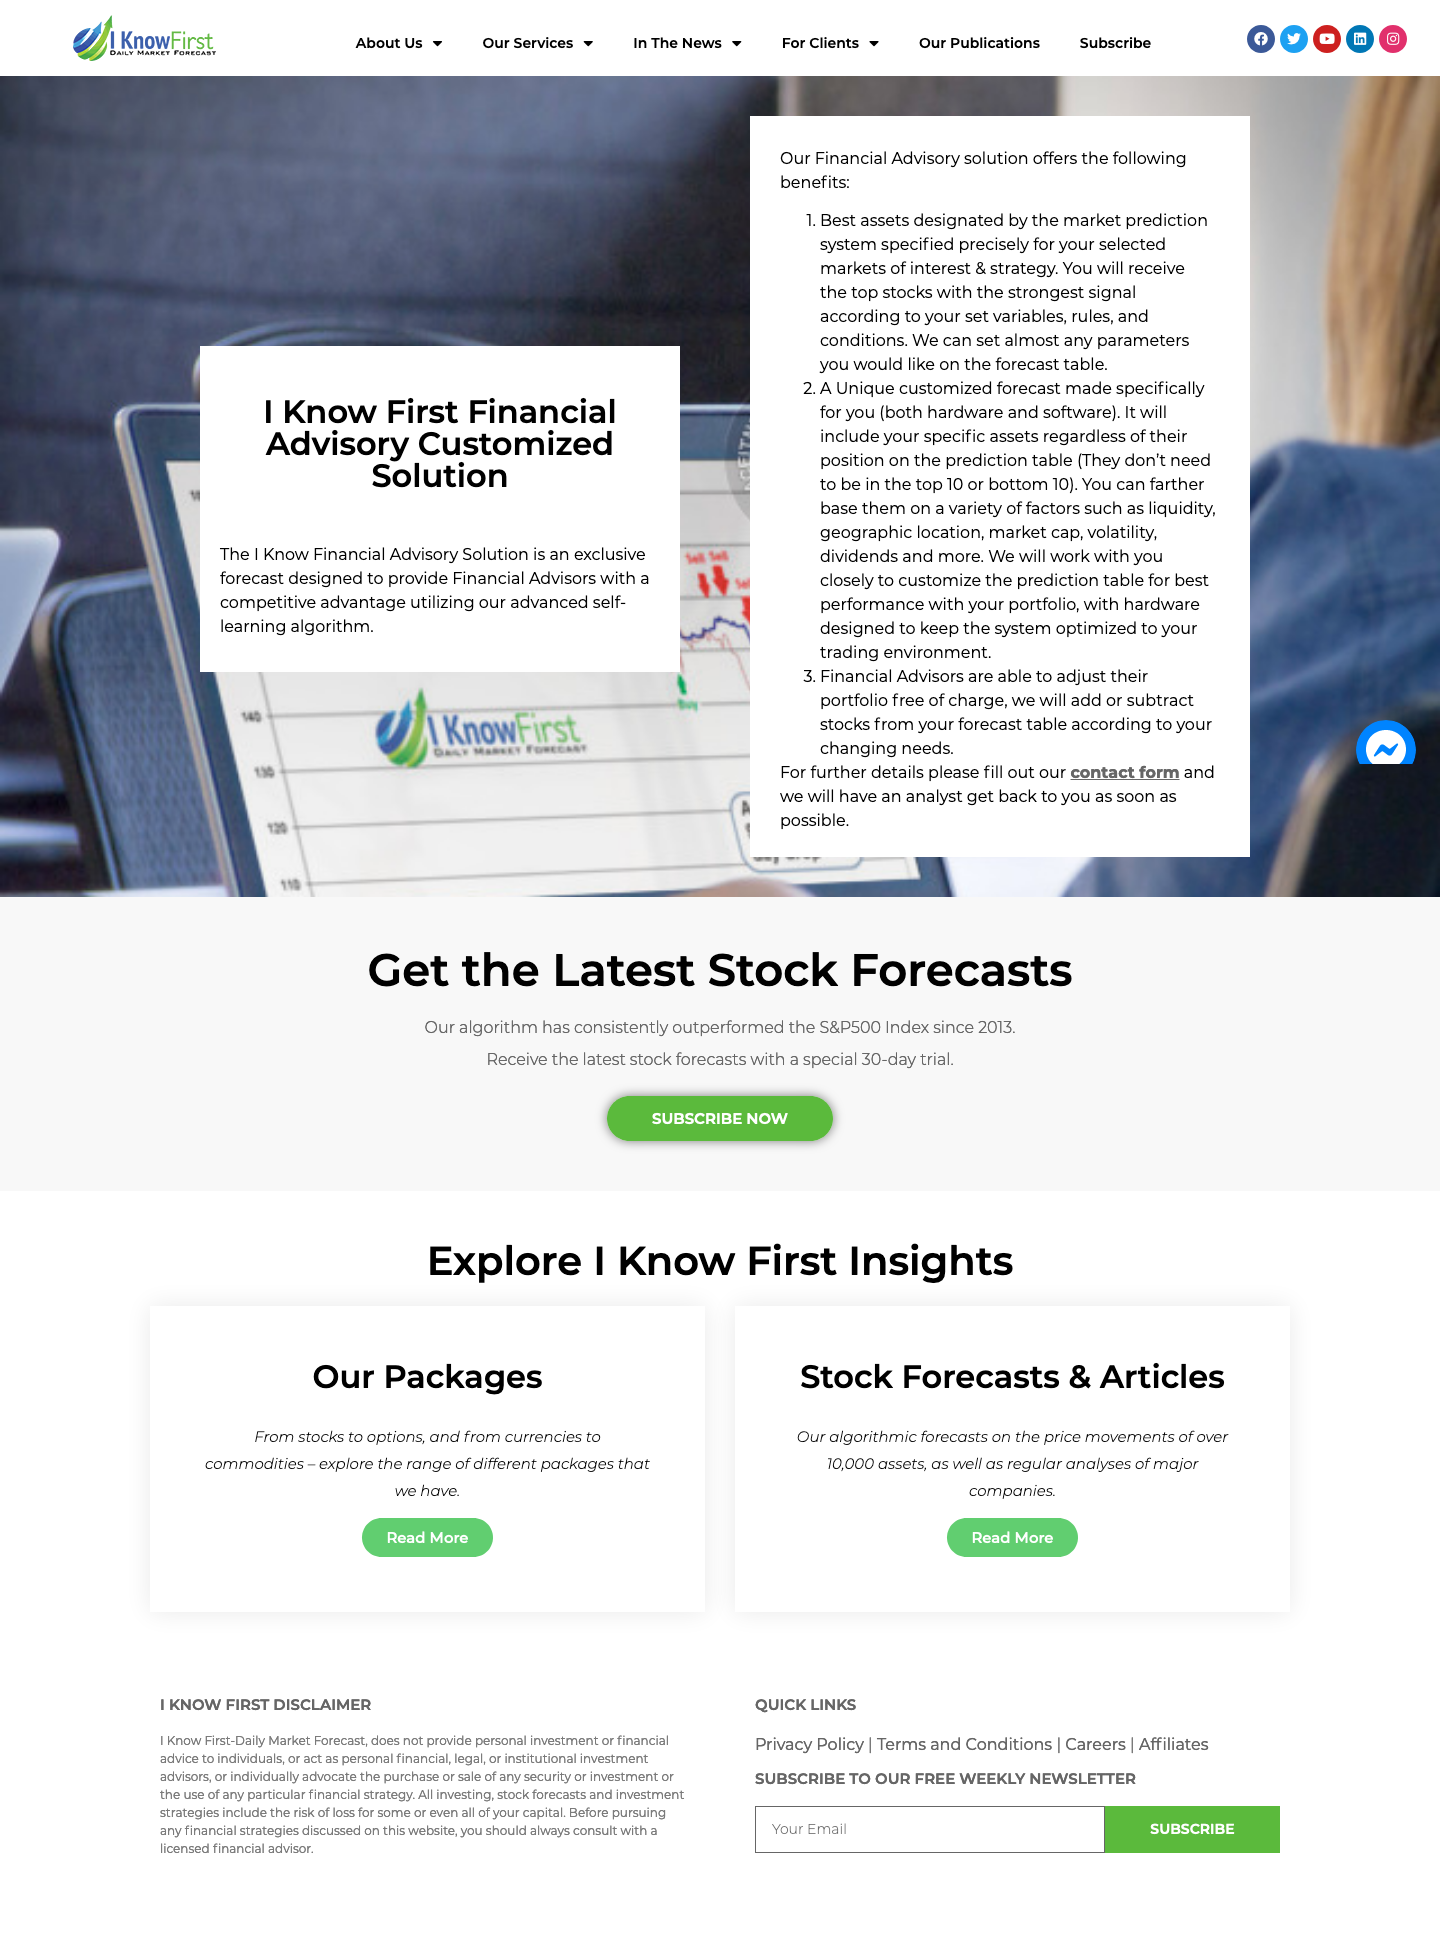 I KnowFirst
DAILY MARKET FORECAST
About Us
Our Services
In The News
For Clients
Our Publications
Subscribe
I Know First Financial
Advisory Customized
Solution
The I Know Financial Advisory Solution is an exclusive
forecast designed to provide Financial Advisors with a
competitive advantage utilizing our advanced self-
learning algorithm.
Sell Sell
Buy
140
130
120
110
I KnowFirst
DAILY MARKET FORECAST
Our Financial Advisory solution offers the following
benefits:
1. Best assets designated by the market prediction
system specified precisely for your selected
markets of interest & strategy. You will receive
the top stocks with the strongest signal
according to your set variables, rules, and
conditions. We can set almost any parameters
you would like on the forecast table.
2. A Unique customized forecast made specifically
for you (both hardware and software). It will
include your specific assets regardless of their
position on the prediction table (They don’t need
to be in the top 10 or bottom 10). You can farther
base them on a variety of factors such as liquidity,
geographic location, market cap, volatility,
dividends and more. We will work with you
closely to customize the prediction table for best
performance with your portfolio, with hardware
designed to keep the system optimized to your
trading environment.
3. Financial Advisors are able to adjust their
portfolio free of charge, we will add or subtract
stocks from your forecast table according to your
changing needs.
For further details please fill out our contact form and
we will have an analyst get back to you as soon as
possible.
Get the Latest Stock Forecasts
Our algorithm has consistently outperformed the S&P500 Index since 2013.
Receive the latest stock forecasts with a special 30-day trial.
SUBSCRIBE NOW
Explore I Know First Insights
Our Packages
From stocks to options, and from currencies to
commodities – explore the range of different packages that
we have.
Read More
Stock Forecasts & Articles
Our algorithmic forecasts on the price movements of over
10,000 assets, as well as regular analyses of major
companies.
Read More
I KNOW FIRST DISCLAIMER
I Know First-Daily Market Forecast, does not provide personal investment or financial
advice to individuals, or act as personal financial, legal, or institutional investment
advisors, or individually advocate the purchase or sale of any security or investment or
the use of any particular financial strategy. All investing, stock forecasts and investment
strategies include the risk of loss for some or even all of your capital. Before pursuing
any financial strategies discussed on this website, you should always consult with a
licensed financial advisor.
QUICK LINKS
Privacy Policy | Terms and Conditions | Careers | Affiliates
SUBSCRIBE TO OUR FREE WEEKLY NEWSLETTER
Your Email
SUBSCRIBE